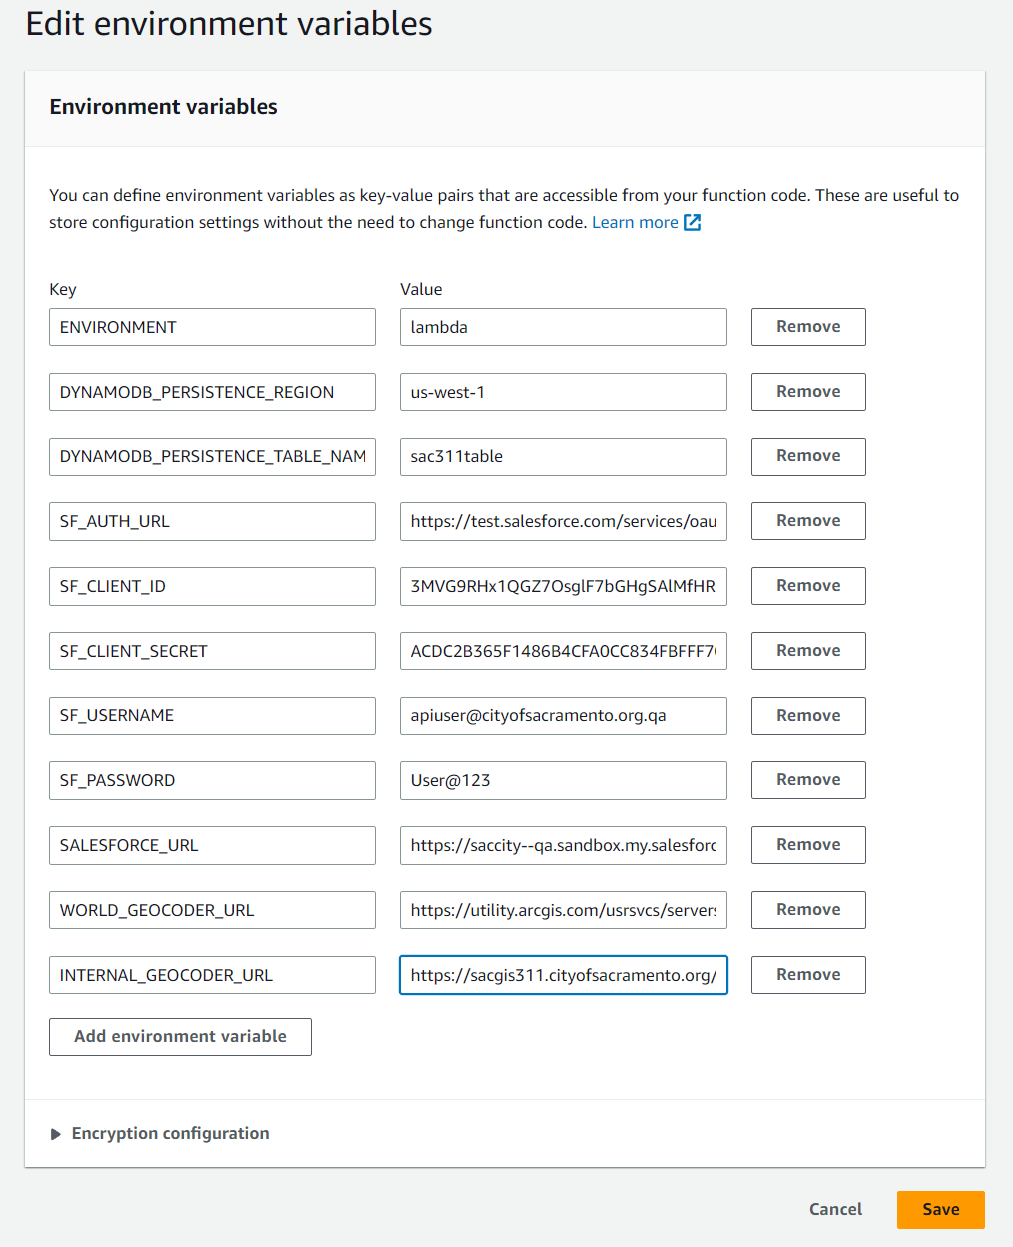 Edit environment variables
Environment variables
You can define environment variables as key-value pairs that are accessible from your function code. These are useful to
store configuration settings without the need to change function code. Learn more
Key Value
ENVIRONMENT lambda Remove
DYNAMODB_PERSISTENCE_REGION us-west-1 Remove
DYNAMODB_PERSISTENCE_TABLE_NAM sac311table Remove
SF_AUTH_URL https://test.salesforce.com/services/oau Remove
SF_CLIENT_ID 3MVG9RHx1QGZ7OsglF7bGHgSAlMfHR Remove
SF_CLIENT_SECRET ACDC2B365F1486B4CFA0CC834FBFFF7 Remove
SF_USERNAME apiuser@cityofsacramento.org.qa Remove
SF_PASSWORD User@123 Remove
SALESFORCE_URL https://saccity--qa.sandbox.my.salesforc Remove
WORLD_GEOCODER_URL https://utility.arcgis.com/usrsvcs/servers Remove
INTERNAL_GEOCODER_URL https://sacgis311.cityofsacramento.org/ Remove
Add environment variable
Encryption configuration
Cancel Save